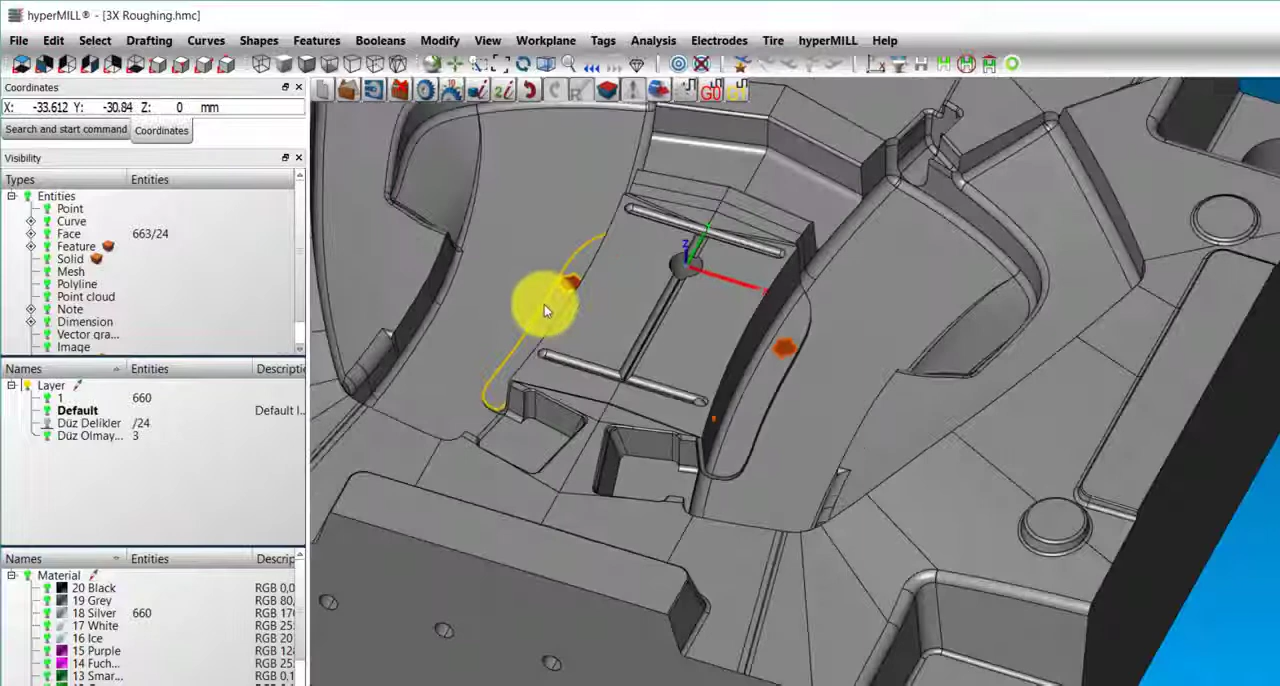 hyperMILL® - [3X Roughing.hmc]
File Edit Select Drafting Curves Shapes Features Booleans Modify View Workplane Tags Analysis Electrodes Tire hyperMILL Help
Coordinates
X: -33.612 Y: -30.84 Z: 0 mm
Search and start command Coordinates
Visibility
Types Entities
Entities
Point
Curve
Face 663/24
Feature
Solid
Mesh
Polyline
Point cloud
Note
Dimension
Vector gra...
Image
Names Entities Descripti
Layer
1 660
Default Default l...
Düz Delikler /24
Düz Olmay... 3
Names Entities Descrip
Material
20 Black RGB 0,0
19 Grey RGB 80,
18 Silver 660 RGB 17
17 White RGB 25
16 Ice RGB 20
15 Purple RGB 12
14 Fuch... RGB 25
13 Smar... RGB 0,
G0
Z